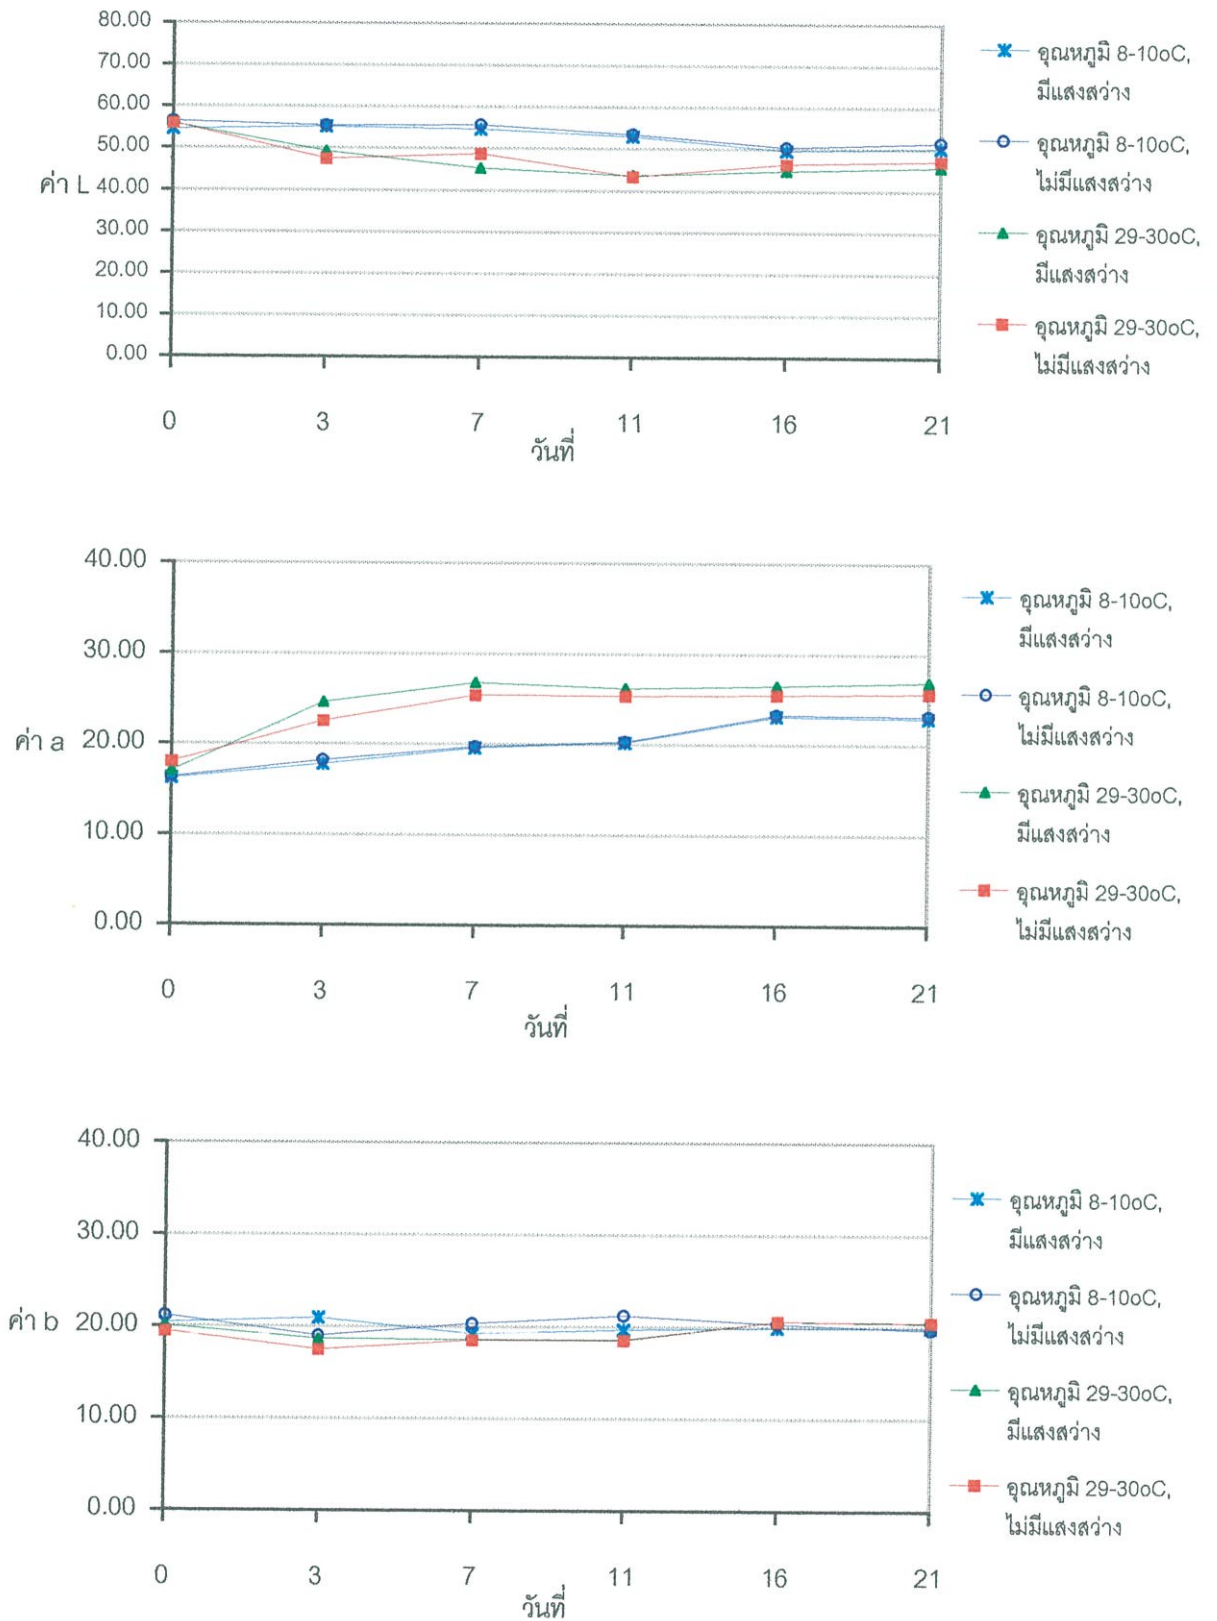 80.00
70.00
60.00
50.00
ค่า L 40.00
30.00
20.00
10.00
0.00
0 3 7 11 16 21
วันที่
อุณหภูมิ 8-10oC,
มีแสงสว่าง
อุณหภูมิ 8-10oC,
ไม่มีแสงสว่าง
อุณหภูมิ 29-30oC,
มีแสงสว่าง
อุณหภูมิ 29-30oC,
ไม่มีแสงสว่าง
40.00
30.00
ค่า a 20.00
10.00
0.00
0 3 7 11 16 21
วันที่
อุณหภูมิ 8-10oC,
มีแสงสว่าง
อุณหภูมิ 8-10oC,
ไม่มีแสงสว่าง
อุณหภูมิ 29-30oC,
มีแสงสว่าง
อุณหภูมิ 29-30oC,
ไม่มีแสงสว่าง
40.00
30.00
ค่า b 20.00
10.00
0.00
0 3 7 11 16 21
วันที่
อุณหภูมิ 8-10oC,
มีแสงสว่าง
อุณหภูมิ 8-10oC,
ไม่มีแสงสว่าง
อุณหภูมิ 29-30oC,
มีแสงสว่าง
อุณหภูมิ 29-30oC,
ไม่มีแสงสว่าง